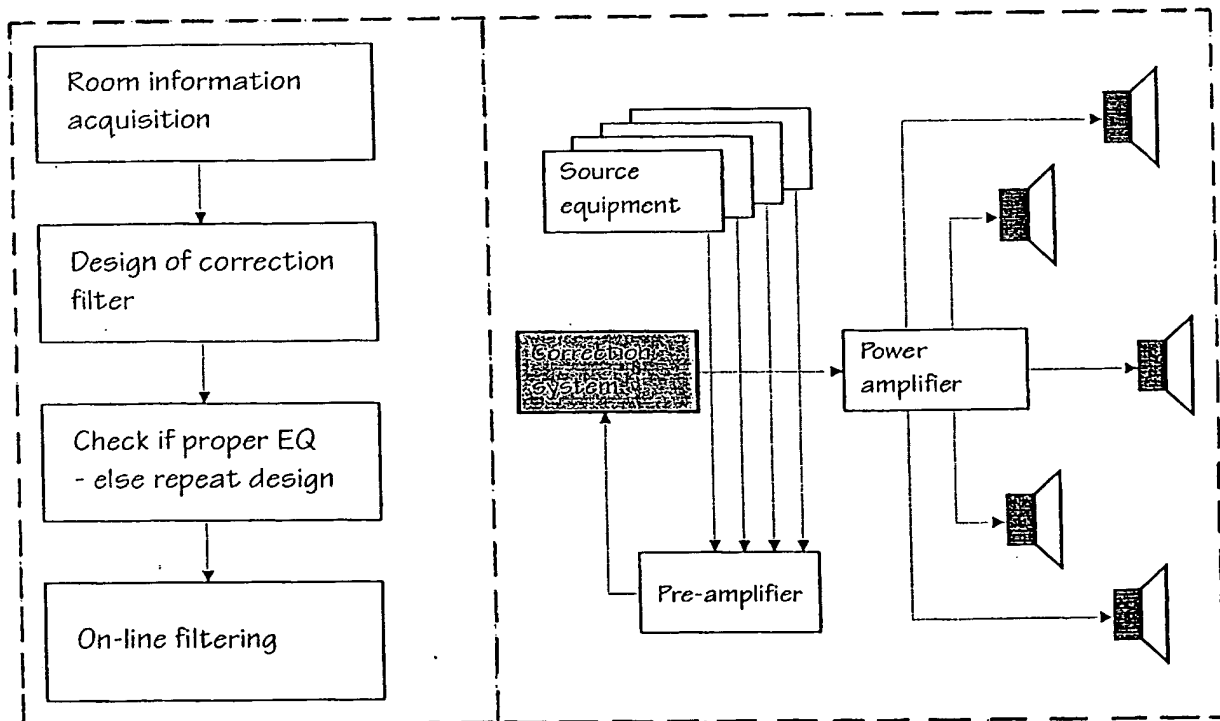 Room information
acquisition
Design of correction
filter
Check if proper EQ
- else repeat design
On-line filtering
Source
equipment
Correction
system
Power
amplifier
Pre-amplifier